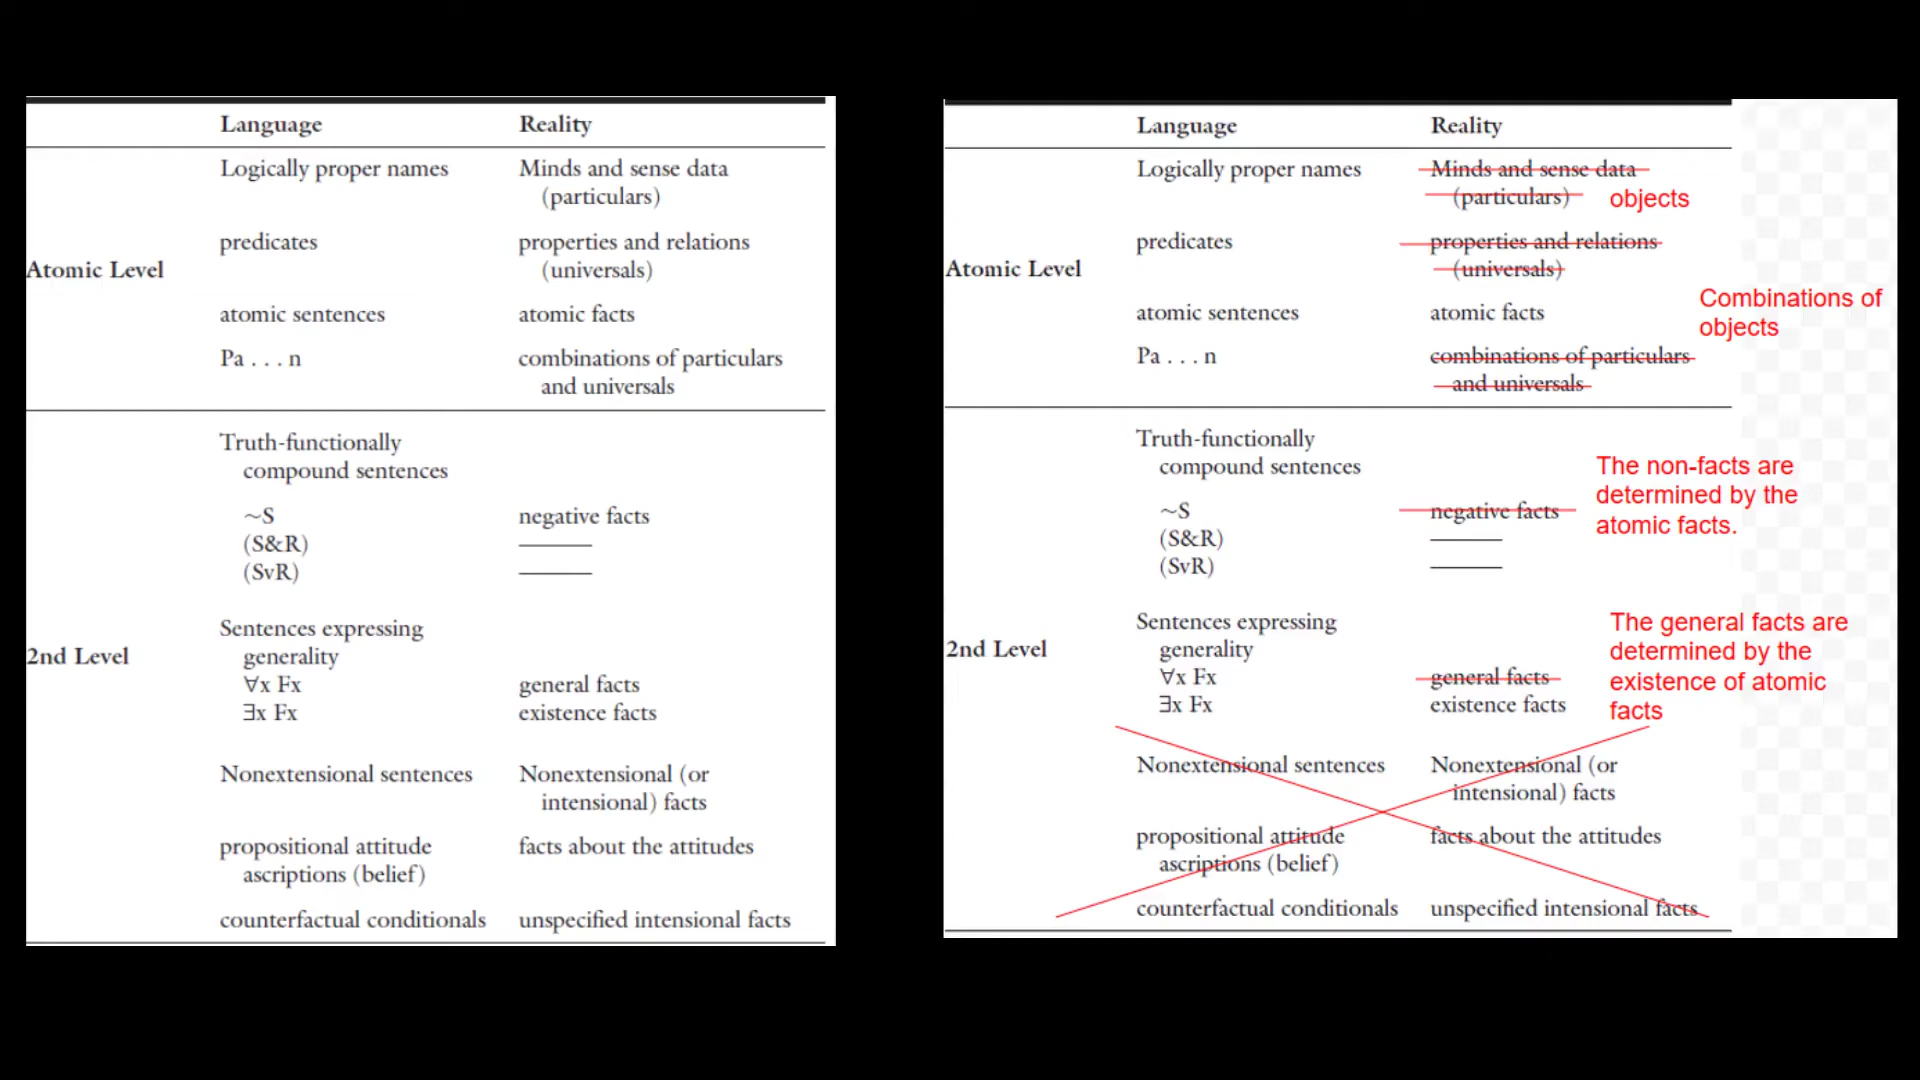 Language Reality
Logically proper names Minds and sense data
(particulars)
predicates properties and relations
Atomic Level (universals)
atomic sentences atomic facts
Pa . . . n combinations of particulars
and universals
Truth-functionally
compound sentences
~S negative facts
(S&R) ———
(SvR) ———
Sentences expressing
2nd Level generality
∀x Fx general facts
∃x Fx existence facts
Nonextensional sentences Nonextensional (or
intensional) facts
propositional attitude facts about the attitudes
ascriptions (belief)
counterfactual conditionals unspecified intensional facts
Language Reality
Logically proper names Minds and sense data
(particulars) objects
predicates properties and relations
Atomic Level (universals)
Combinations of
atomic sentences atomic facts
objects
Pa . . . n combinations of particulars
and universals
Truth-functionally
compound sentences
The non-facts are
determined by the
atomic facts.
~S negative facts
(S&R) ———
(SvR) ———
Sentences expressing
2nd Level generality
The general facts are
determined by the
existence of atomic
facts
∀x Fx general facts
∃x Fx existence facts
Nonextensional sentences Nonextensional (or
intensional) facts
propositional attitude facts about the attitudes
ascriptions (belief)
counterfactual conditionals unspecified intensional facts